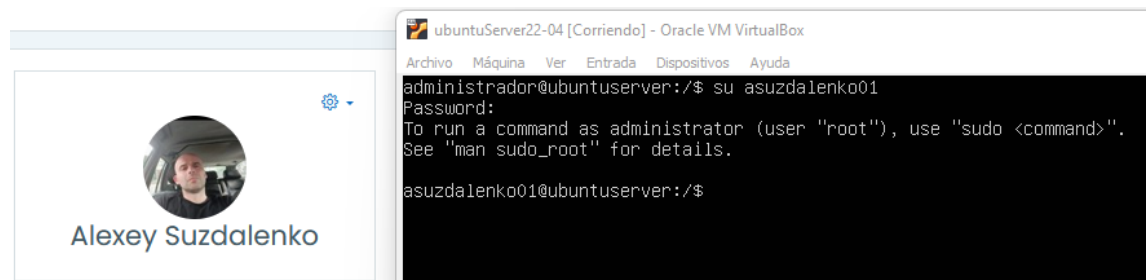 Alexey Suzdalenko
ubuntuServer22-04 [Corriendo] - Oracle VM VirtualBox
Archivo Máquina Ver Entrada Dispositivos Ayuda
administrador@ubuntuserver:/$ su asuzdalenko01
Password:
To run a command as administrator (user "root"), use "sudo <command>".
See "man sudo_root" for details.
asuzdalenko01@ubuntuserver:/$